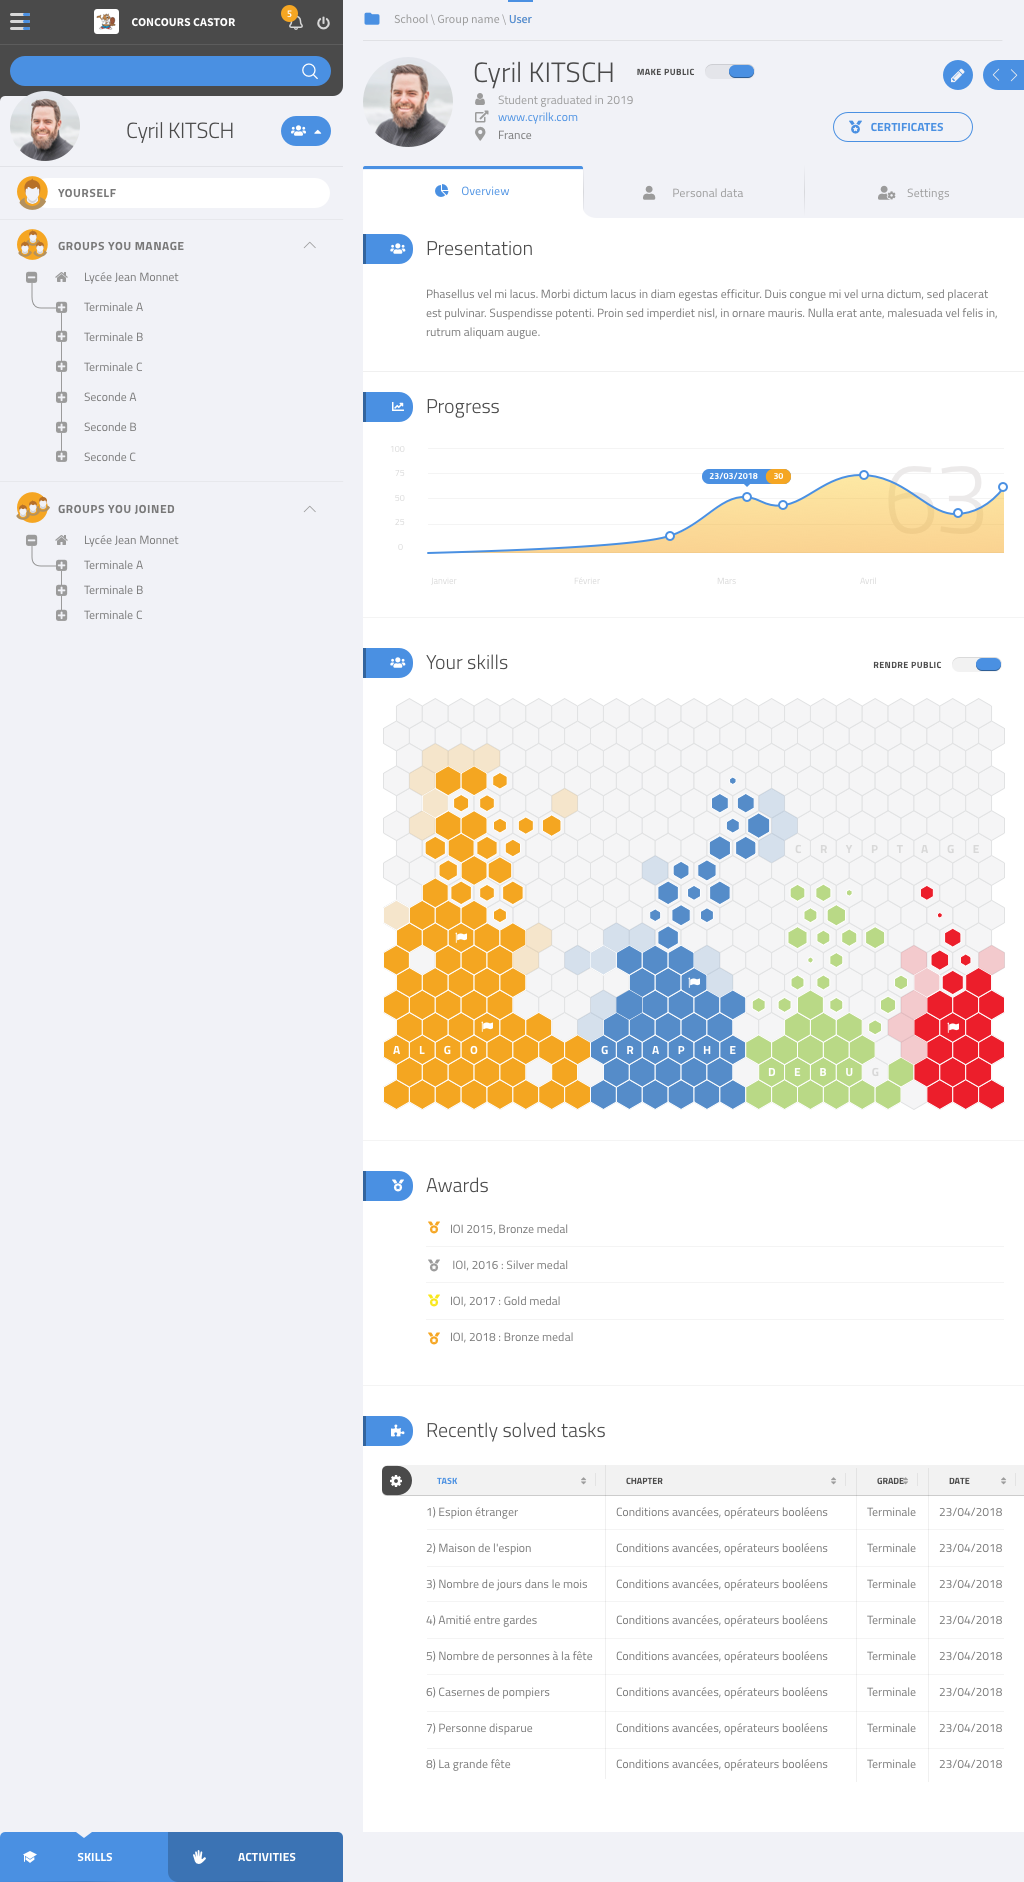 CONCOURS CASTOR
5
Cyril KITSCH
YOURSELF
GROUPS YOU MANAGE
Lycée Jean Monnet
Terminale A
Terminale B
Terminale C
Seconde A
Seconde B
Seconde C
GROUPS YOU JOINED
Lycée Jean Monnet
Terminale A
Terminale B
Terminale C
SKILLS
ACTIVITIES
School \ Group name \ User
Cyril KITSCH
MAKE PUBLIC
Student graduated in 2019
www.cyrilk.com
France
CERTIFICATES
Overview
Personal data
Settings
Presentation
Phasellus vel mi lacus. Morbi dictum lacus in diam egestas efficitur. Duis congue mi vel urna dictum, sed placerat
est pulvinar. Suspendisse potenti. Proin sed imperdiet nisl, in ornare mauris. Nulla erat ante, malesuada vel felis in,
rutrum aliquam augue.
Progress
100
75
50
25
0
23/03/2018 30
63
Janvier Février Mars Avril
Your skills
RENDRE PUBLIC
CRYPTAGE
ALGO
GRAPHE
DEBUG
Awards
IOI 2015, Bronze medal
IOI, 2016 : Silver medal
IOI, 2017 : Gold medal
IOI, 2018 : Bronze medal
Recently solved tasks
TASK CHAPTER GRADE DATE
1) Espion étranger Conditions avancées, opérateurs booléens Terminale 23/04/2018
2) Maison de l'espion Conditions avancées, opérateurs booléens Terminale 23/04/2018
3) Nombre de jours dans le mois Conditions avancées, opérateurs booléens Terminale 23/04/2018
4) Amitié entre gardes Conditions avancées, opérateurs booléens Terminale 23/04/2018
5) Nombre de personnes à la fête Conditions avancées, opérateurs booléens Terminale 23/04/2018
6) Casernes de pompiers Conditions avancées, opérateurs booléens Terminale 23/04/2018
7) Personne disparue Conditions avancées, opérateurs booléens Terminale 23/04/2018
8) La grande fête Conditions avancées, opérateurs booléens Terminale 23/04/2018